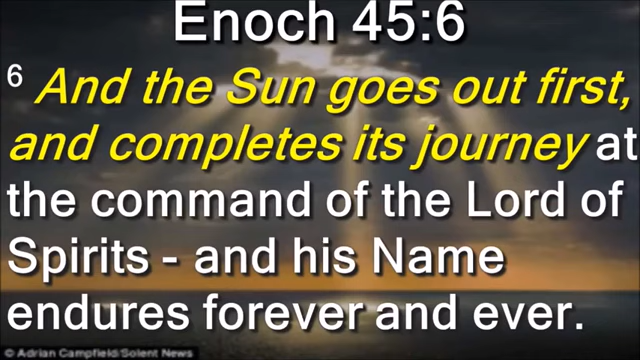 Enoch 45:6
6 And the Sun goes out first,
and completes its journey at
the command of the Lord of
Spirits - and his Name
endures forever and ever.
© Adrian Campfield/Solent News